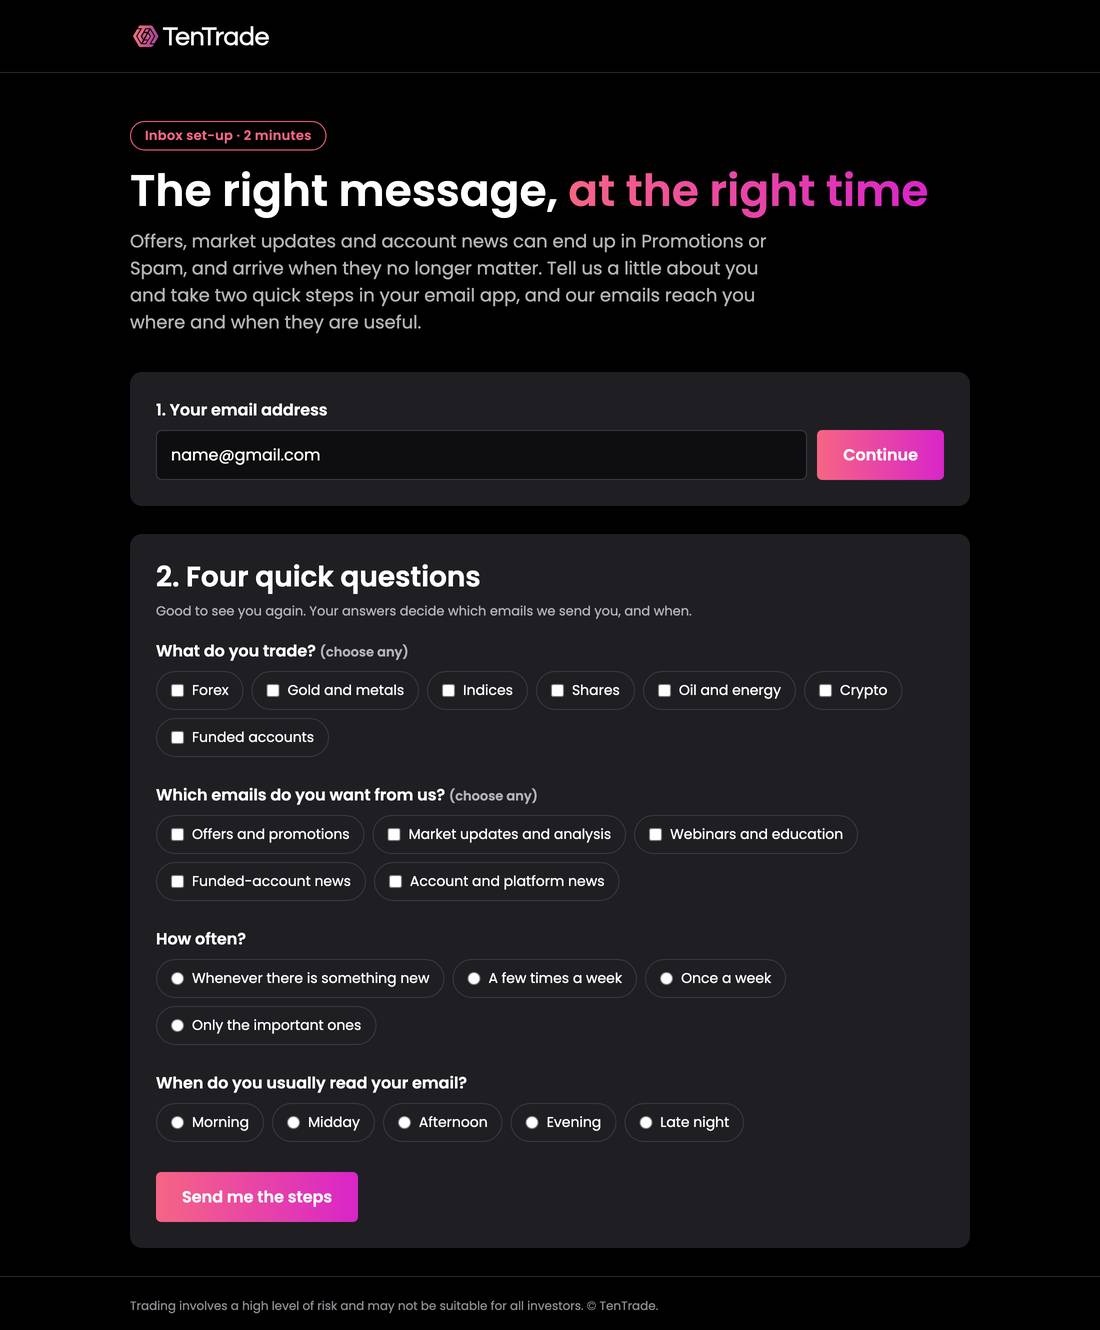 TenTrade
Inbox set-up · 2 minutes
The right message, at the right time
Offers, market updates and account news can end up in Promotions or
Spam, and arrive when they no longer matter. Tell us a little about you
and take two quick steps in your email app, and our emails reach you
where and when they are useful.
1. Your email address
name@gmail.com
Continue
2. Four quick questions
Good to see you again. Your answers decide which emails we send you, and when.
What do you trade? (choose any)
Forex Gold and metals Indices Shares Oil and energy Crypto
Funded accounts
Which emails do you want from us? (choose any)
Offers and promotions Market updates and analysis Webinars and education
Funded-account news Account and platform news
How often?
Whenever there is something new A few times a week Once a week
Only the important ones
When do you usually read your email?
Morning Midday Afternoon Evening Late night
Send me the steps
Trading involves a high level of risk and may not be suitable for all investors. © TenTrade.